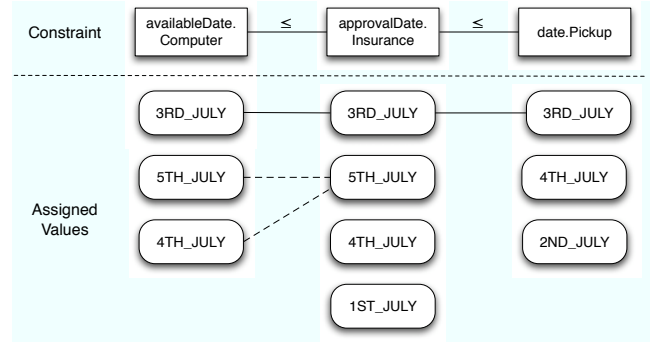 Constraint
availableDate.
Computer
≤
approvalDate.
Insurance
≤
date.Pickup
3RD_JULY
3RD_JULY
3RD_JULY
Assigned
Values
5TH_JULY
5TH_JULY
4TH_JULY
4TH_JULY
4TH_JULY
2ND_JULY
1ST_JULY